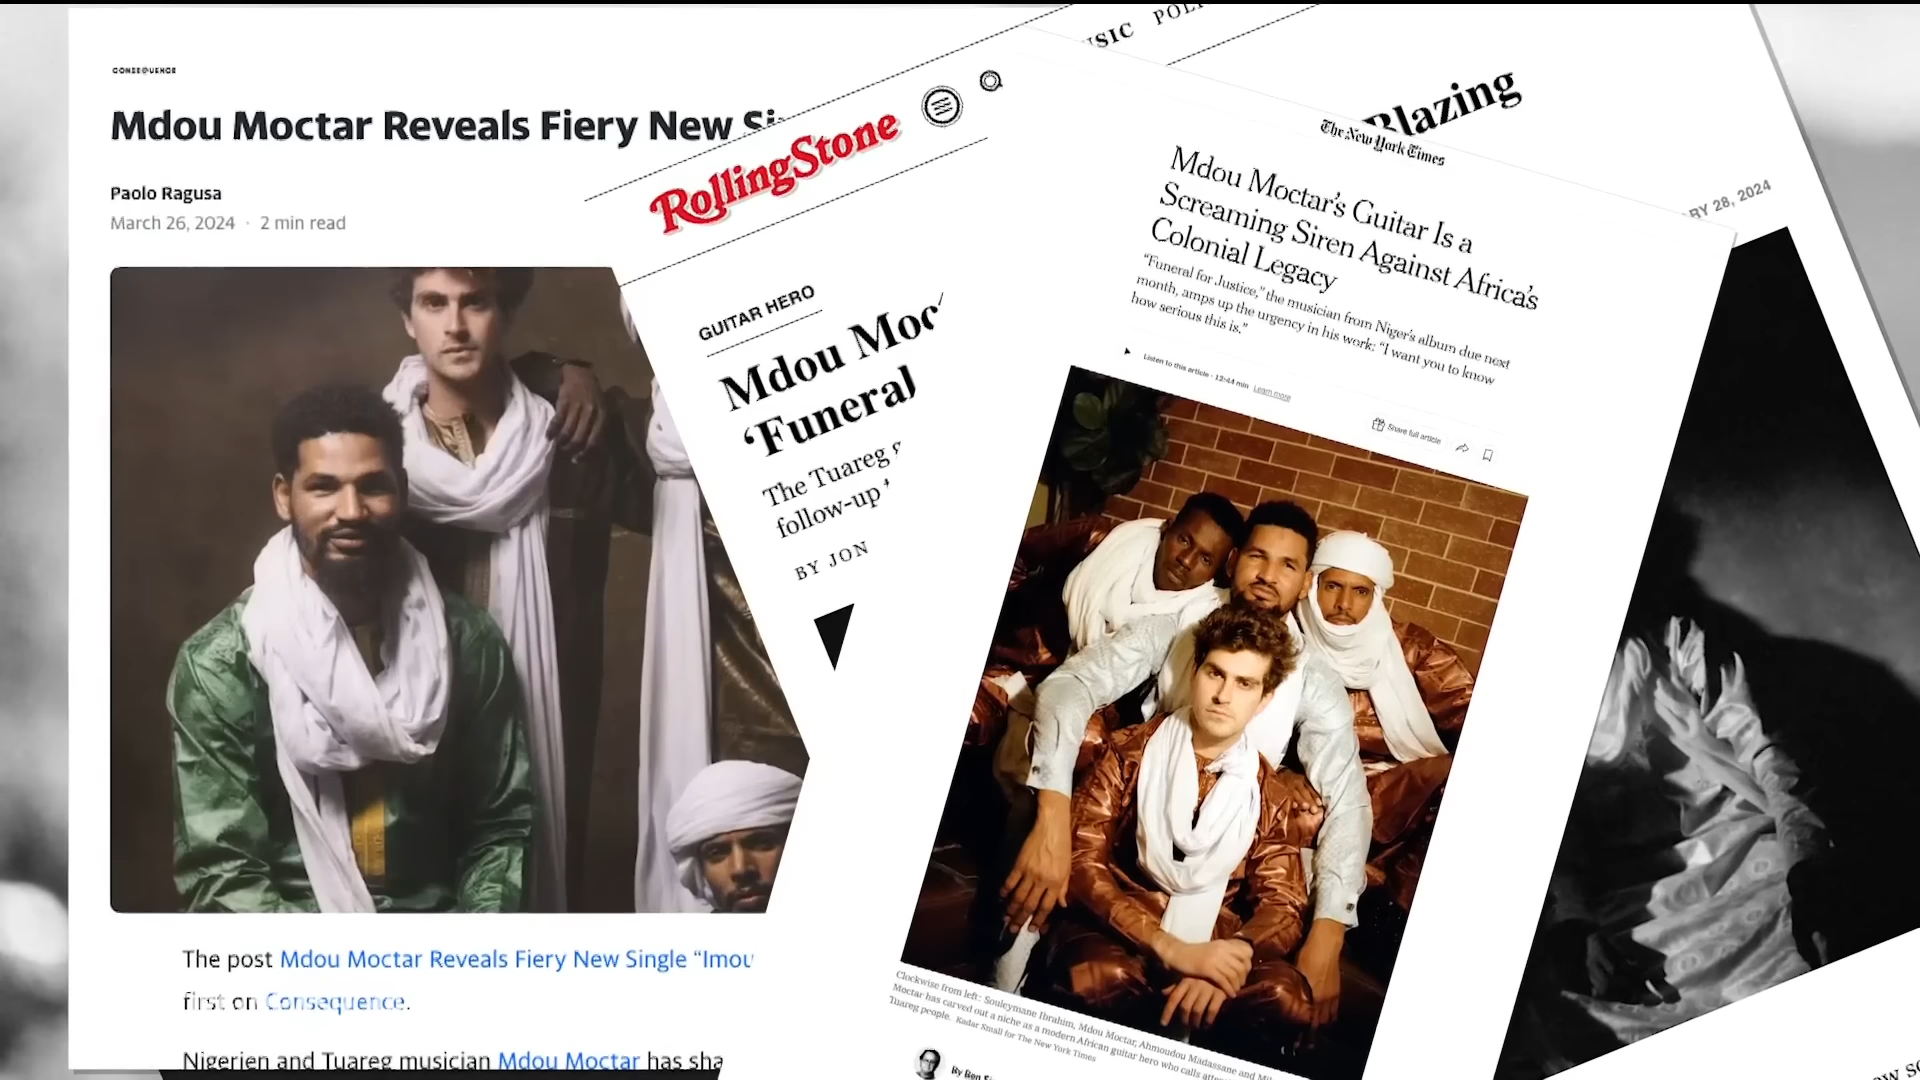 CONSEQUENCE
Mdou Moctar Reveals Fiery New
Paolo Ragusa
March 26, 2024 · 2 min read
The post Mdou Moctar Reveals Fiery New Single “Imou
first on Consequence.
Nigerien and Tuareg musician Mdou Moctar has sha
RollingStone
GUITAR HERO
Mdou Moc
‘Funeral
The Tuareg
follow-up
BY JON
USIC POLI
Blazing
RY 28, 2024
The New York Times
Mdou Moctar’s Guitar Is a
Screaming Siren Against Africa’s
Colonial Legacy
“Funeral for Justice,” the musician from Niger’s album due next
month, amps up the urgency in his work: “I want you to know
how serious this is.”
Listen to this article · 12:44 min Learn more
Share full article
Clockwise from left: Souleymane Ibrahim, Mdou Moctar, Ahmoudou Madassane and Mi
Moctar has carved out a niche as a modern African guitar hero who calls atte
Tuareg people. Kadar Small for The New York Times
By Ben